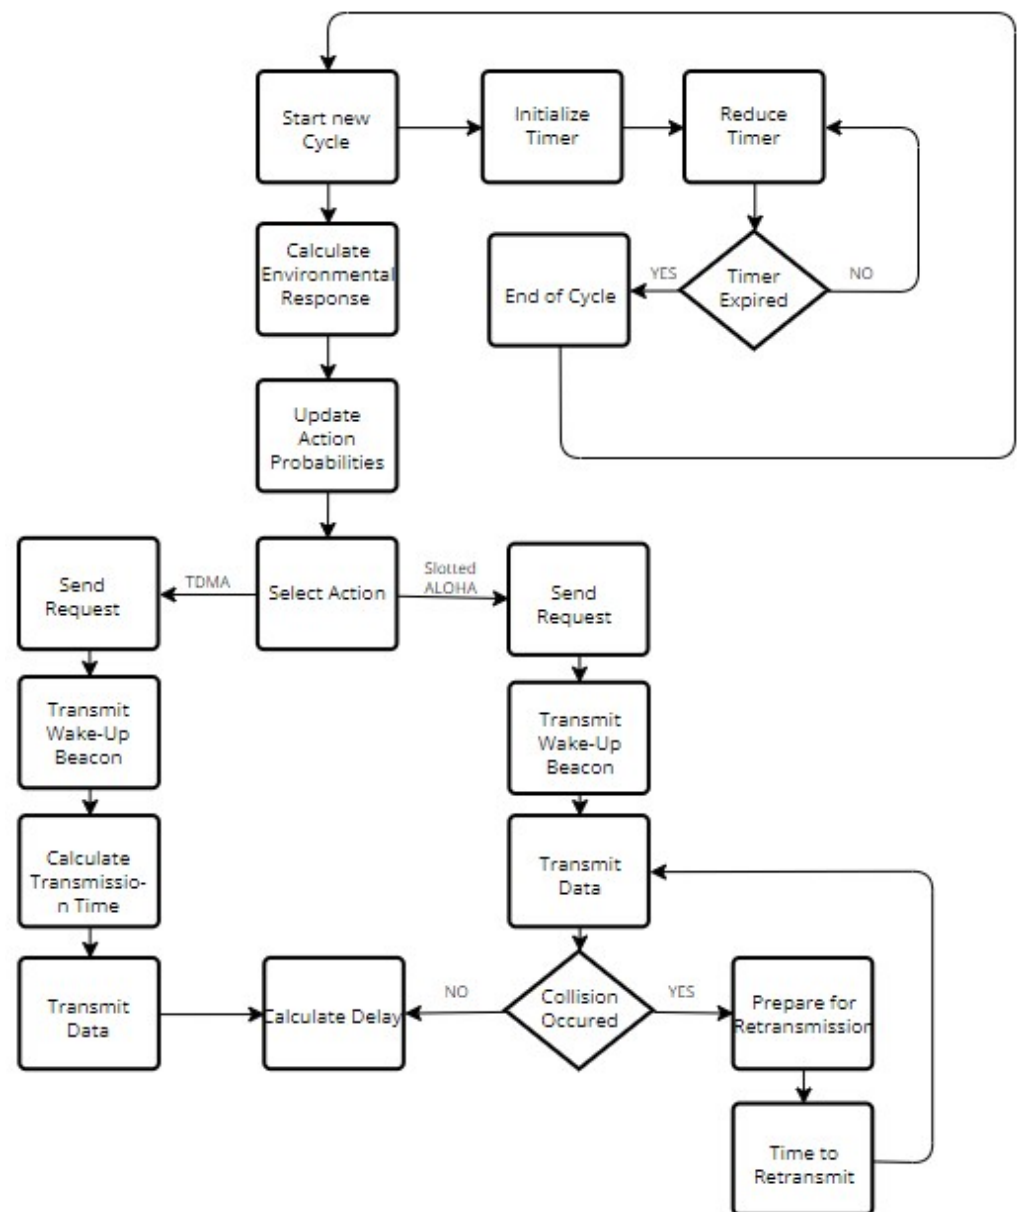 Start new
Cycle
Initialize
Timer
Reduce
Timer
Calculate
Environmental
Response
End of Cycle
YES
Timer
Expired
NO
Update
Action
Probabilities
Send
Request
TDMA
Select Action
Slotted
ALOHA
Send
Request
Transmit
Wake-Up
Beacon
Transmit
Wake-Up
Beacon
Calculate
Transmissio-
n Time
Transmit
Data
Transmit
Data
Calculate Delay
NO
Collision
Occured
YES
Prepare for
Retransmission
Time to
Retransmit